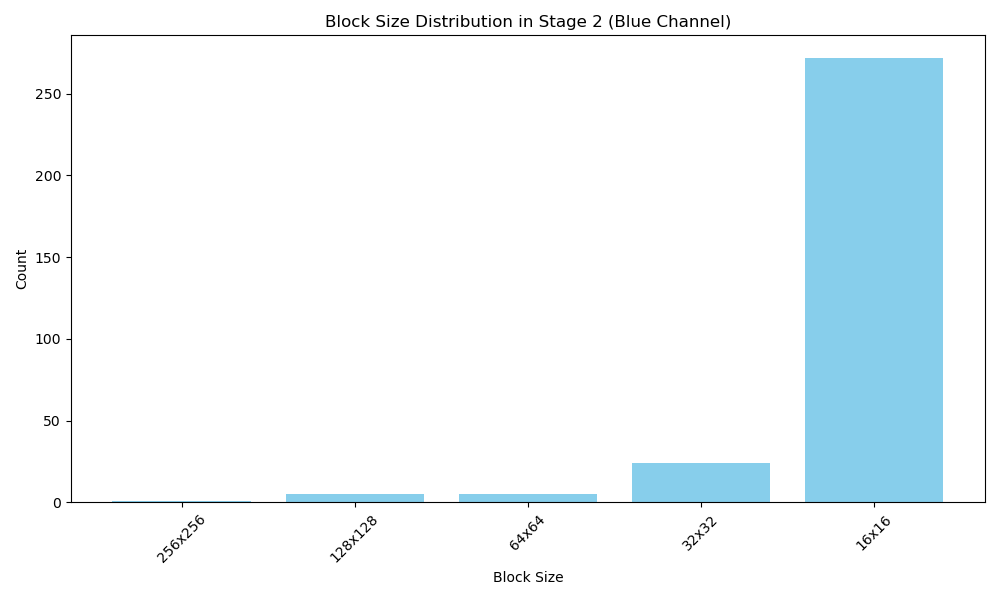 Block Size Distribution in Stage 2 (Blue Channel)
250
200
150
100
50
0
Count
256x256
128x128
64x64
32x32
16x16
Block Size